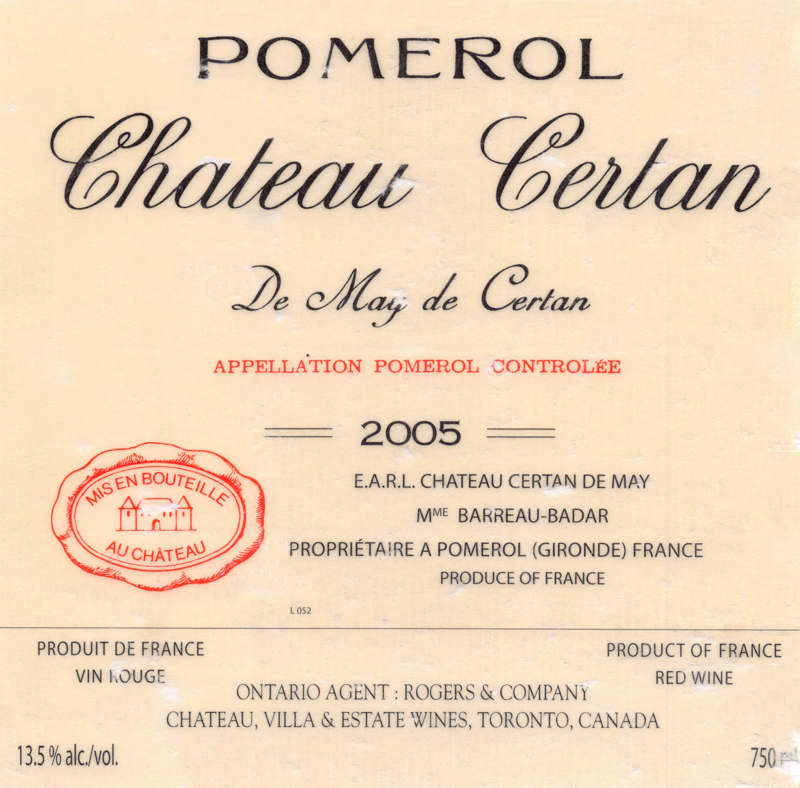 POMEROL
Chateau Certan
De May de Certan
APPELLATION POMEROL CONTROLÉE
2005
MIS EN BOUTEILLE
AU CHÂTEAU
E.A.R.L. CHATEAU CERTAN DE MAY
MME BARREAU-BADAR
PROPRIÉTAIRE A POMEROL (GIRONDE) FRANCE
PRODUCE OF FRANCE
L 052
PRODUIT DE FRANCE
VIN ROUGE
PRODUCT OF FRANCE
RED WINE
ONTARIO AGENT : ROGERS & COMPANY
CHATEAU, VILLA & ESTATE WINES, TORONTO, CANADA
13.5 % alc./vol.
750 ml